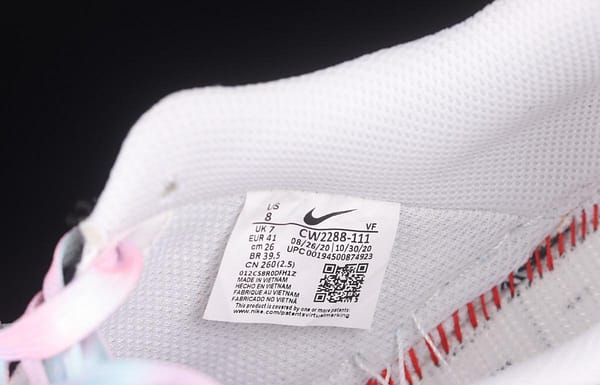 US 8
UK 7
EUR 41
cm 26
BR 39.5
CN 260(2.5)
VF
CW2288-111
08/26/20 10/30/20
UPC 00194500874923
012CS8R0DFH1Z
MADE IN VIETNAM
HECHO EN VIETNAM
FABRIQUE AU VIETNAM
FABRICADO NO VIETNÃ
This product is covered by one or more patents:
www.nike.com/patentsvirtualmarking